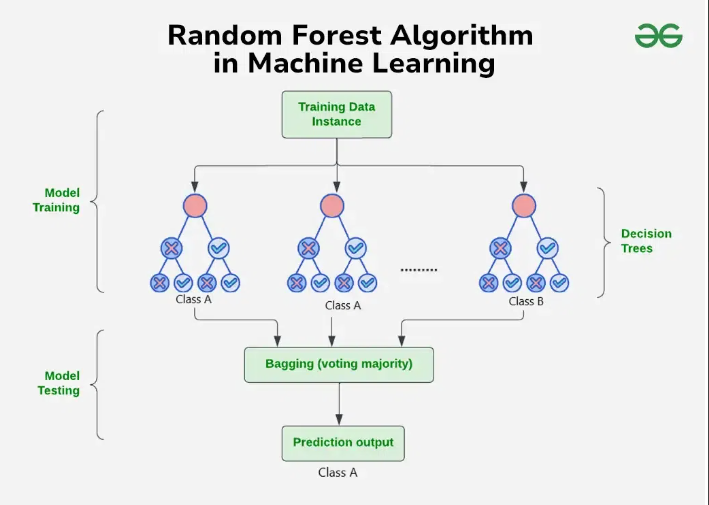 Random Forest Algorithm
in Machine Learning
Training Data
Instance
Model
Training
Decision
Trees
.........
Class A
Class A
Class B
Bagging (voting majority)
Model
Testing
Prediction output
Class A